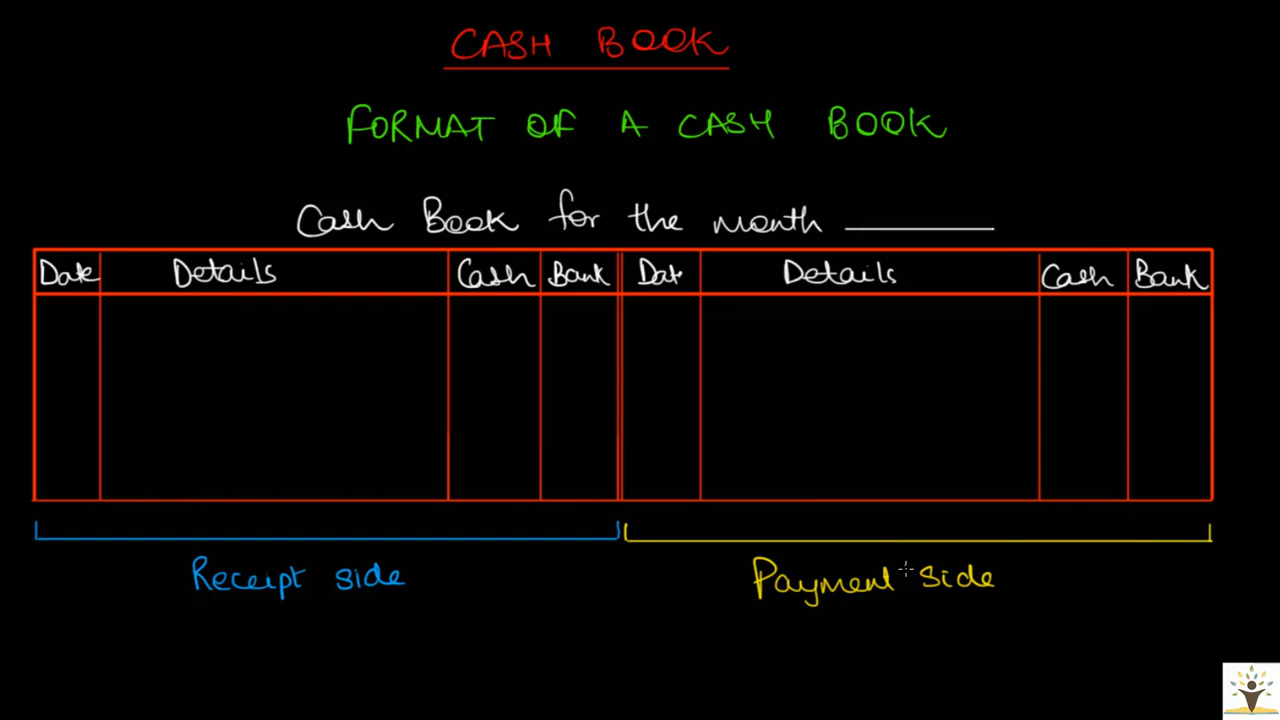 CASH BOOK
FORMAT OF A CASH BOOK
Cash Book for the month
Date Details Cash Bank Dat Details Cash Bank
Receipt side Payment side